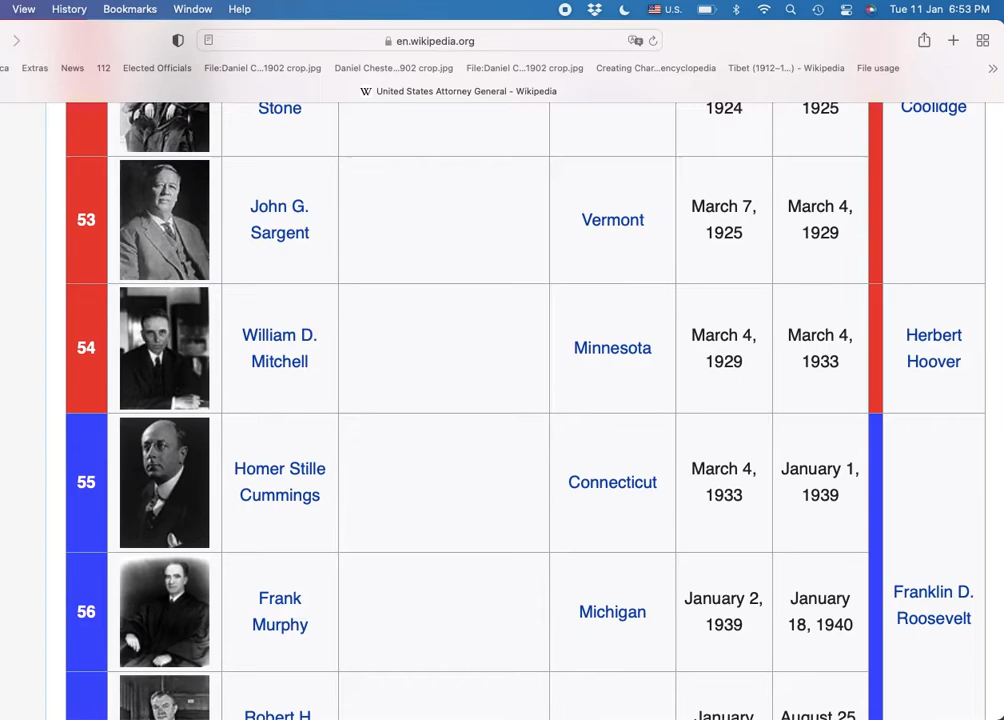 View History Bookmarks Window Help U.S. Tue 11 Jan 6:53 PM
en.wikipedia.org
ca Extras News 112 Elected Officials File:Daniel C...1902 crop.jpg Daniel Cheste...902 crop.jpg File:Daniel C...1902 crop.jpg Creating Char...encyclopedia Tibet (1912–1...) - Wikipedia File usage
W United States Attorney General - Wikipedia
Stone 1924 1925 Coolidge
53
John G.
Sargent
Vermont
March 7,
1925
March 4,
1929
54
William D.
Mitchell
Minnesota
March 4,
1929
March 4,
1933
Herbert
Hoover
55
Homer Stille
Cummings
Connecticut
March 4,
1933
January 1,
1939
56
Frank
Murphy
Michigan
January 2,
1939
January
18, 1940
Franklin D.
Roosevelt
Robert H.
January
August 25,